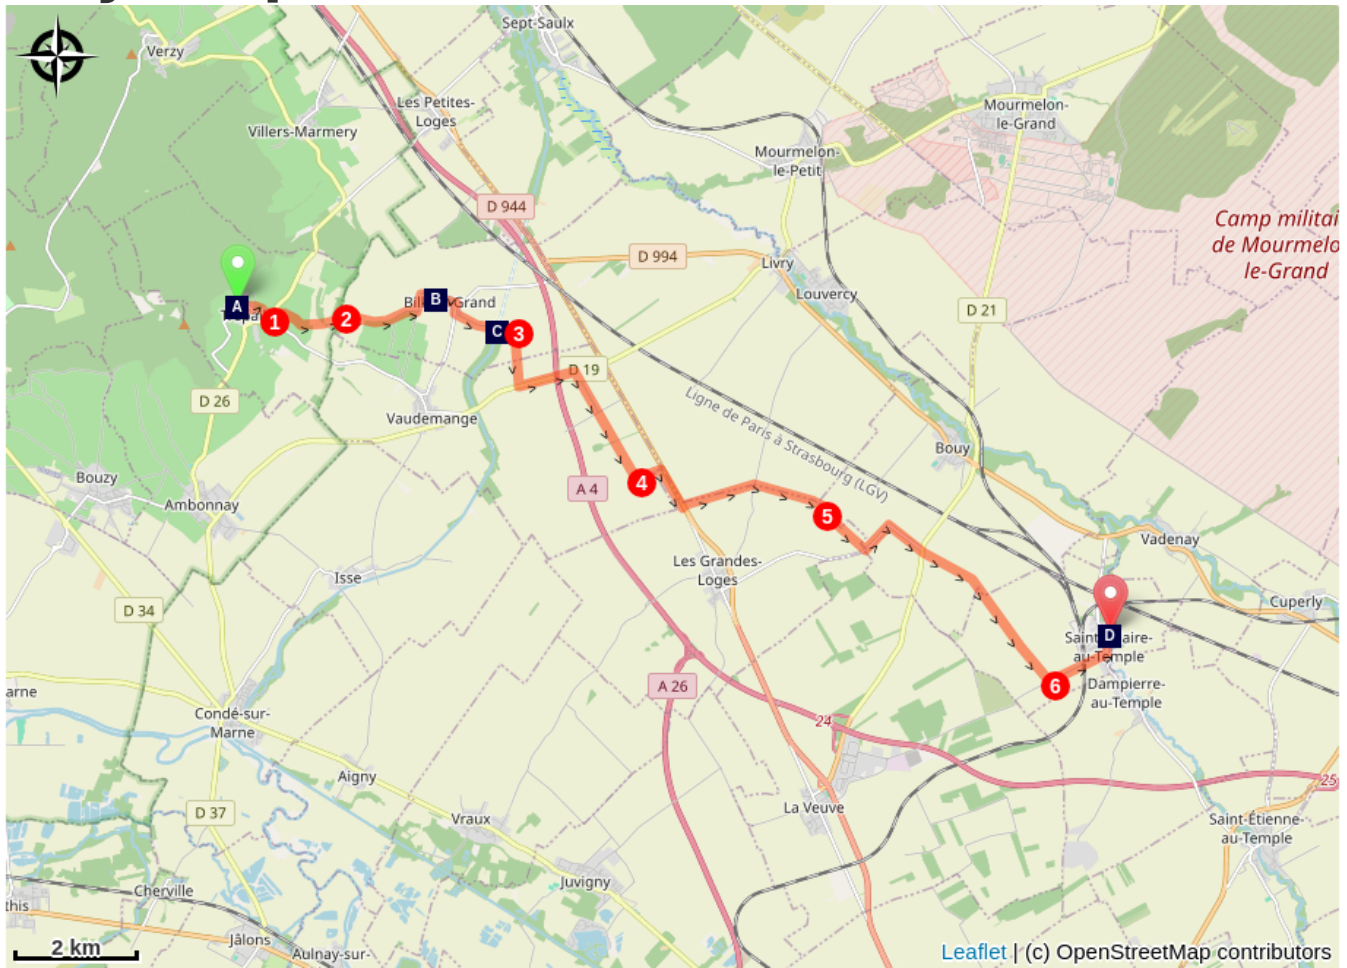 Sept-Saulx
Verzy
Les Petites-
Loges
Mourmelon-
le-Grand
Villers-Marmery
Mourmelon-
le-Petit
D 944
Camp militai
de Mourmelo
le-Grand
D 994
Livry
Louvercy
A
B
Grand
D 21
1
2
C
3
D 19
D 26
Ligne de Paris à Strasbourg (LGV)
Vaudemange
Bouy
Bouzy
A 4
4
Ambonnay
5
Vadenay
Les Grandes-
Loges
Isse
Cuperly
D 34
D
au-Temple
A 26
6
Dampierre-
au-Temple
arne
Condé-sur-
Marne
24
Aigny
25
D 37
Vraux
La Veuve
Saint-Étienne-
au-Temple
Juvigny
Cherville
this
Jâlons
2 km
Aulnay-sur-
Leaflet | (c) OpenStreetMap contributors